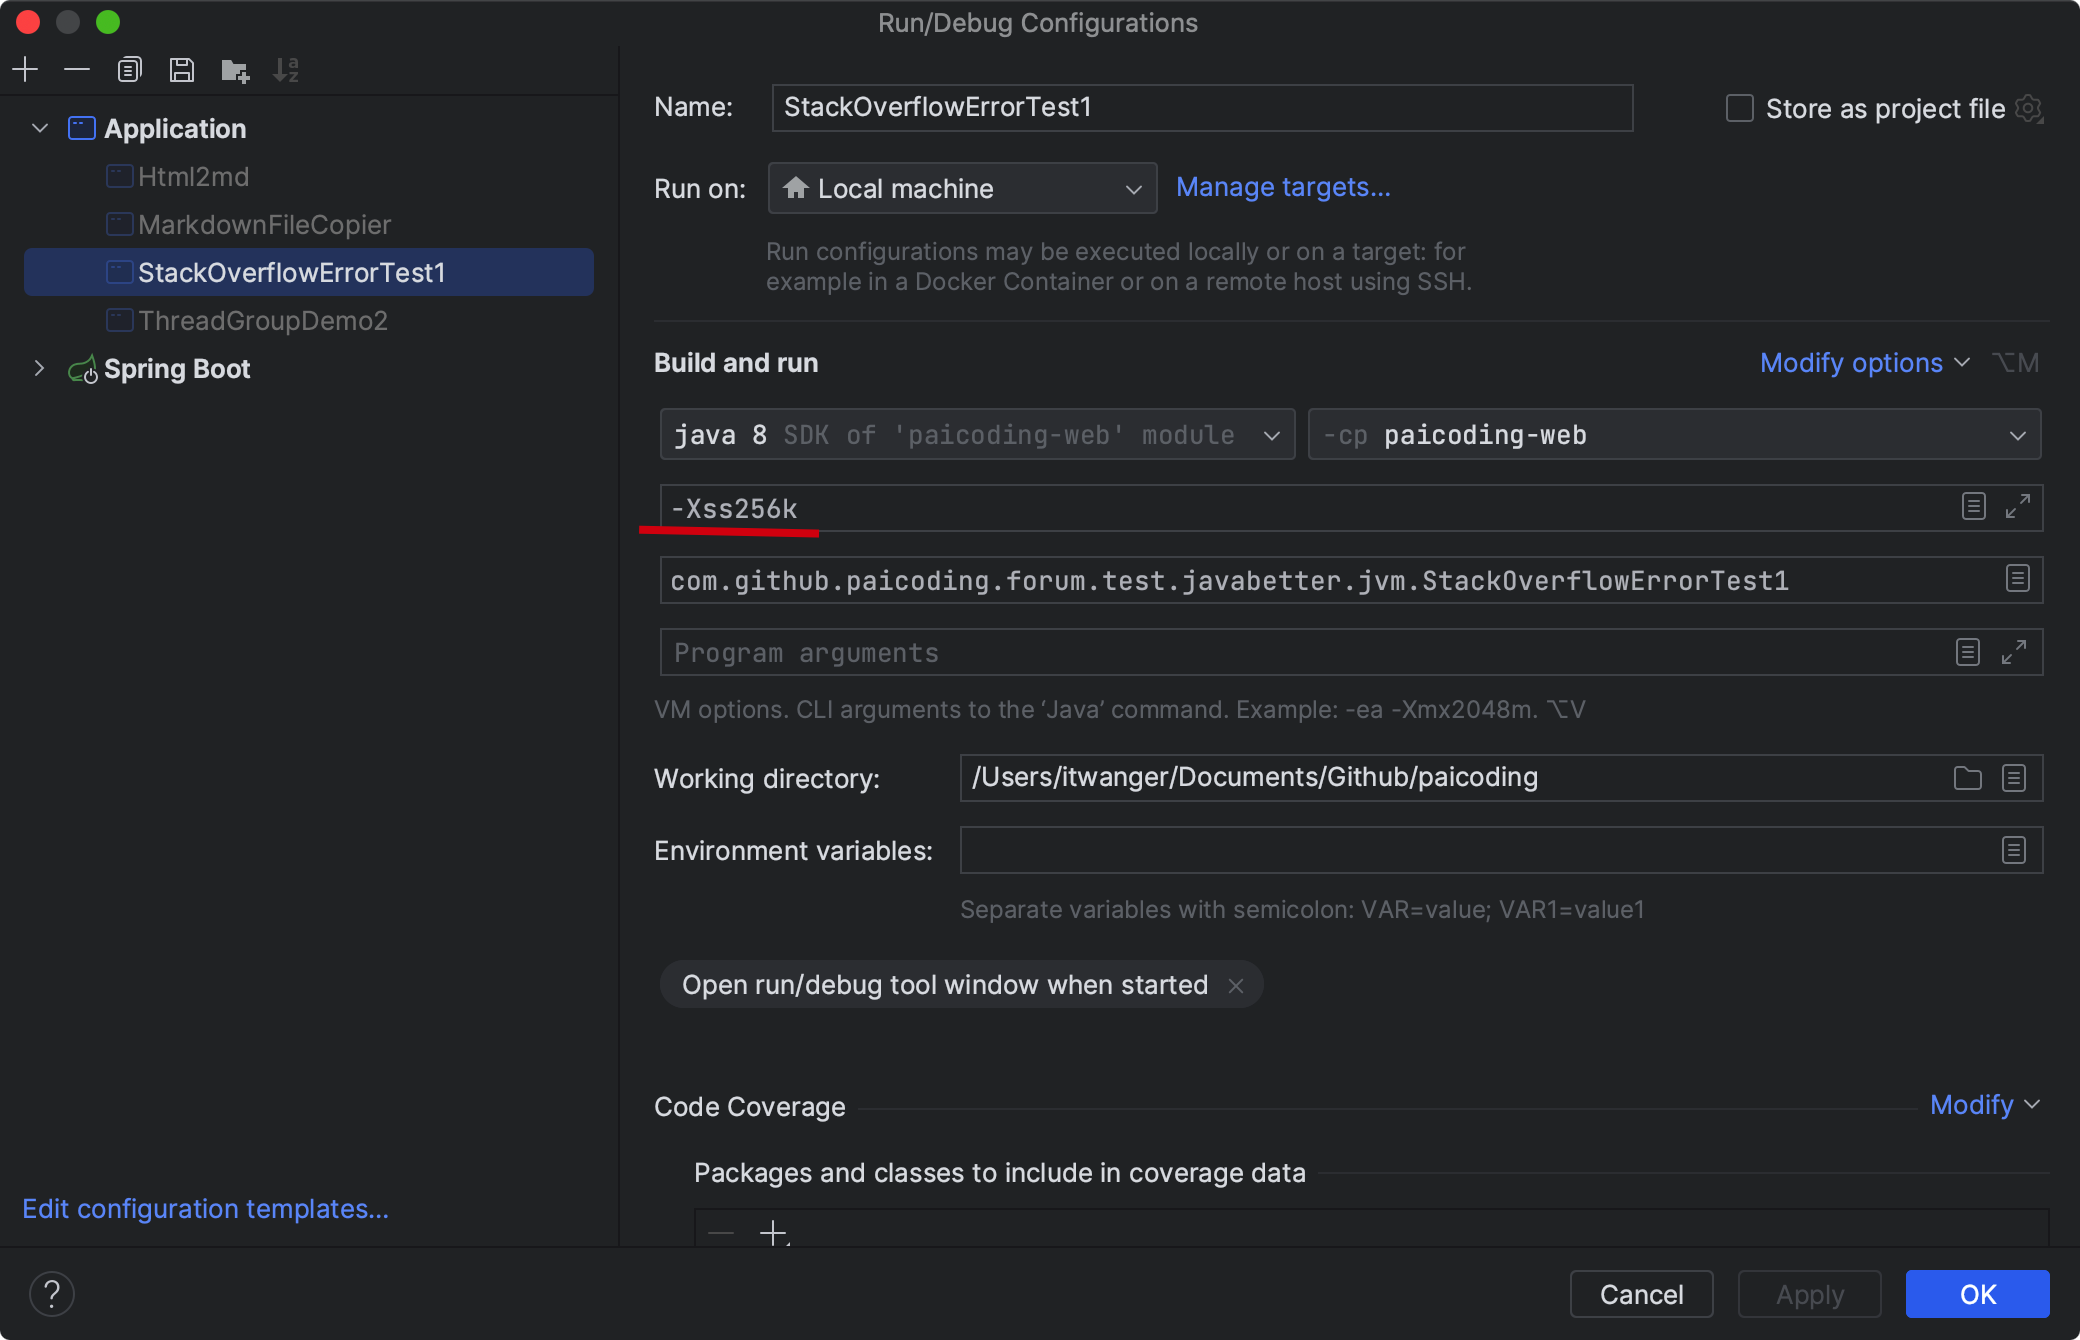 Run/Debug Configurations
Application
Html2md
MarkdownFileCopier
StackOverflowErrorTest1
ThreadGroupDemo2
Spring Boot
Edit configuration templates...
Name: StackOverflowErrorTest1
Store as project file
Run on: Local machine Manage targets...
Run configurations may be executed locally or on a target: for
example in a Docker Container or on a remote host using SSH.
Build and run Modify options ⌥M
java 8 SDK of 'paicoding-web' module -cp paicoding-web
-Xss256k
com.github.paicoding.forum.test.javabetter.jvm.StackOverflowErrorTest1
Program arguments
VM options. CLI arguments to the ‘Java’ command. Example: -ea -Xmx2048m. ⌥V
Working directory: /Users/itwanger/Documents/Github/paicoding
Environment variables:
Separate variables with semicolon: VAR=value; VAR1=value1
Open run/debug tool window when started
Code Coverage Modify
Packages and classes to include in coverage data
? Cancel Apply OK